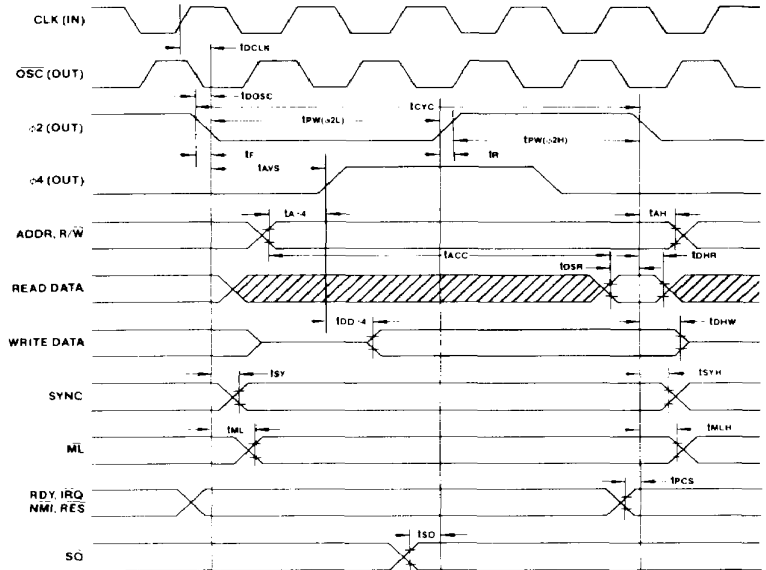 CLK (IN)
tDCLK
OSC (OUT)
tDOSC
tCYC
φ2 (OUT)
tPW(φ2L)
tPW(φ2H)
tF
tR
tAVS
φ4 (OUT)
tA-4
tAH
ADDR, R/W
tACC
tDSR
tDHR
READ DATA
tDD-4
tDHW
WRITE DATA
tSY
tSYH
SYNC
tML
tMLH
ML
RDY, IRQ
NMI, RES
tPCS
tSO
SO